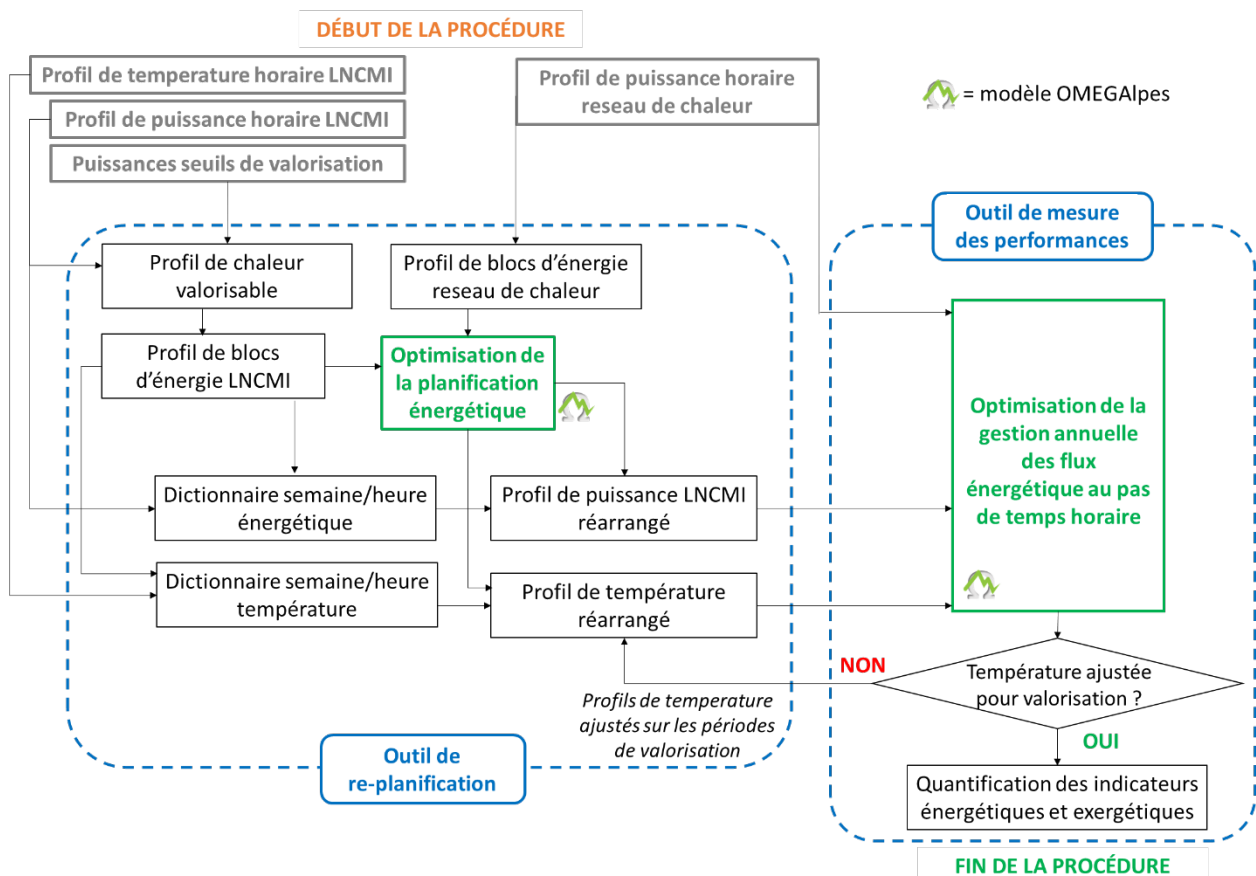 DÉBUT DE LA PROCÉDURE
Profil de temperature horaire LNCMI
Profil de puissance horaire LNCMI
Puissances seuils de valorisation
Profil de puissance horaire
reseau de chaleur
= modèle OMEGAlpes
Outil de mesure
des performances
Profil de chaleur
valorisable
Profil de blocs d’énergie
reseau de chaleur
Profil de blocs
d’énergie LNCMI
Optimisation de
la planification
énergétique
Optimisation de la
gestion annuelle
des flux
énergétique au pas
de temps horaire
Dictionnaire semaine/heure
énergétique
Profil de puissance LNCMI
réarrangé
Dictionnaire semaine/heure
température
Profil de température
réarrangé
NON
Température ajustée
pour valorisation ?
Profils de temperature
ajustés sur les périodes
de valorisation
OUI
Outil de
re-planification
Quantification des indicateurs
énergétiques et exergétiques
FIN DE LA PROCÉDURE